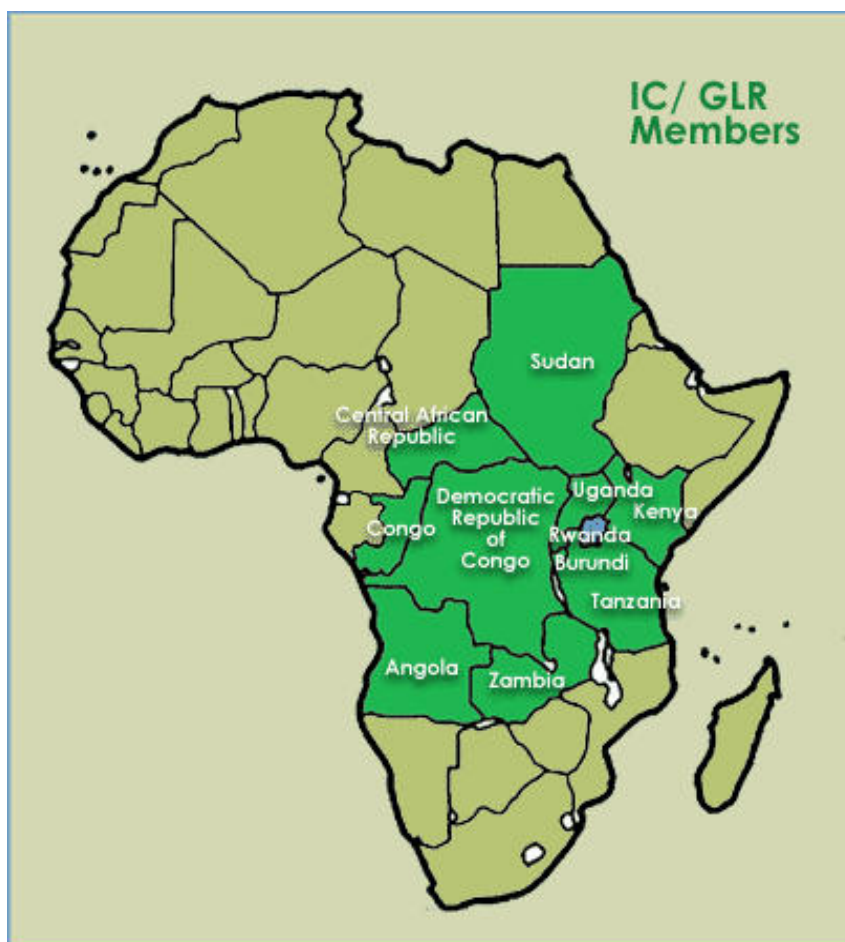 IC/ GLR
Members
Sudan
Central African
Republic
Uganda
Democratic
Republic
of
Congo
Kenya
Congo
Rwanda
Burundi
Tanzania
Angola
Zambia